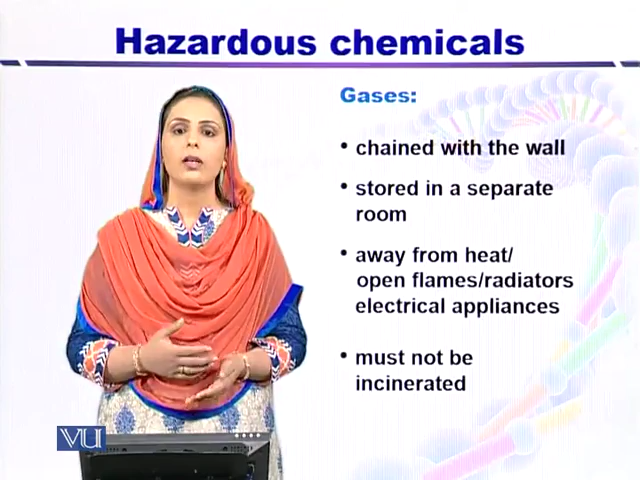 Hazardous chemicals
Gases:
• chained with the wall
• stored in a separate
room
• away from heat/
open flames/radiators
electrical appliances
• must not be
incinerated
VU